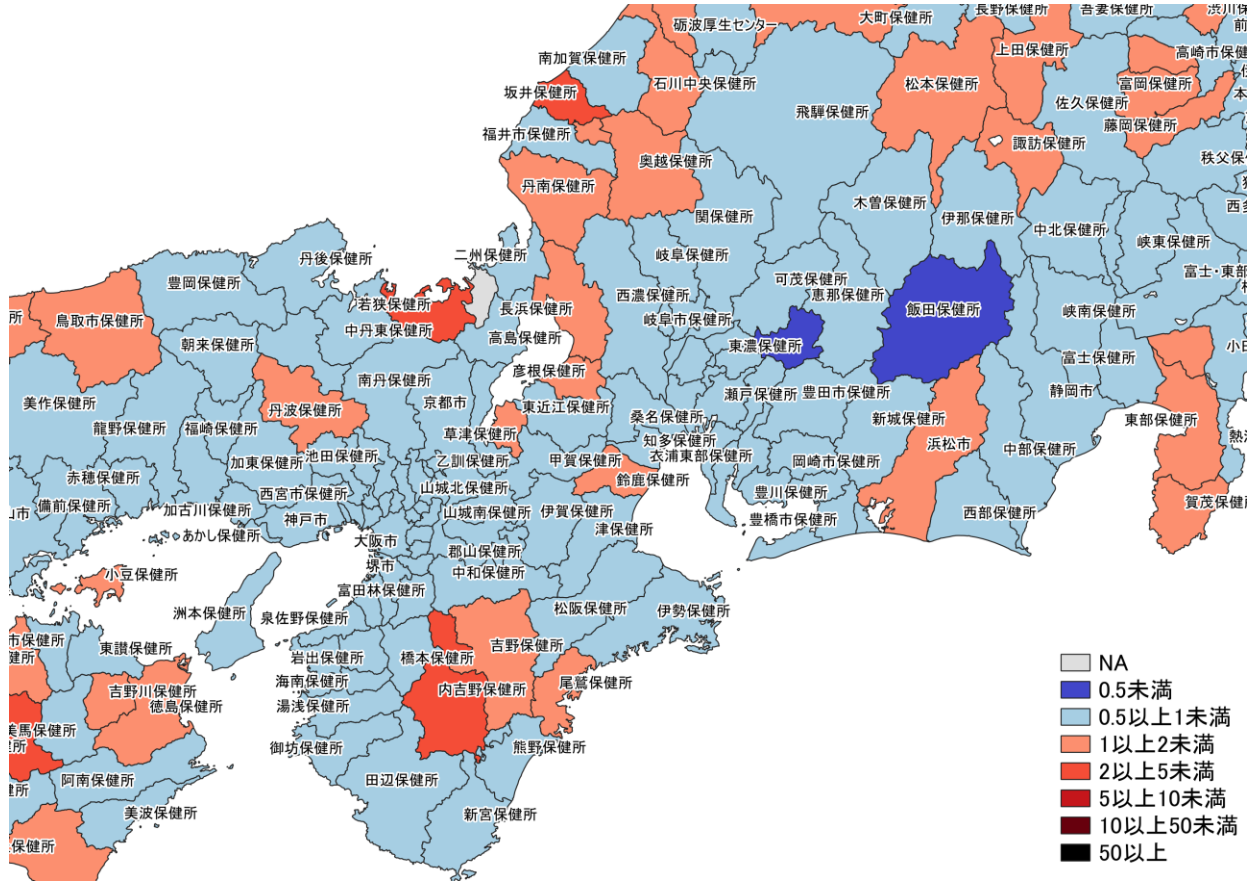 砺波厚生センター
大町保健所
長野保健所
吾妻保健所
渋川保
前
南加賀保健所
上田保健所
高崎市保健
坂井保健所
石川中央保健所
松本保健所
富岡保健所
飛騨保健所
佐久保健所
本
福井市保健所
藤岡保健所
諏訪保健所
奥越保健所
秩父保
丹南保健所
木曽保健所
西多
関保健所
伊那保健所
中北保健所
丹後保健所
二州保健所
岐阜保健所
峡東保健所
豊岡保健所
可茂保健所
富士・東部
恵那保健所
若狭保健所
長浜保健所
西濃保健所
飯田保健所
峡南保健所
所
鳥取市保健所
中丹東保健所
岐阜市保健所
高島保健所
朝来保健所
東濃保健所
小田
富士保健所
彦根保健所
南丹保健所
瀬戸保健所
豊田市保健所
静岡市
美作保健所
京都市
東近江保健所
丹波保健所
桑名保健所
新城保健所
東部保健所
龍野保健所
福崎保健所
草津保健所
知多保健所
浜松市
熱海
池田保健所
衣浦東部保健所
中部保健所
加東保健所
乙訓保健所
甲賀保健所
岡崎市保健所
赤穂保健所
鈴鹿保健所
西宮市保健所
山城北保健所
豊川保健所
賀茂保健所
備前保健所
加古川保健所
山城南保健所
伊賀保健所
西部保健所
山市
神戸市
豊橋市保健所
あかし保健所
津保健所
大阪市
郡山保健所
堺市
中和保健所
小豆保健所
富田林保健所
洲本保健所
泉佐野保健所
松阪保健所
伊勢保健所
市保健所
東讃保健所
吉野保健所
健所
岩出保健所
橋本保健所
海南保健所
尾鷲保健所
吉野川保健所
内吉野保健所
徳島保健所
湯浅保健所
美馬保健所
御坊保健所
熊野保健所
所
阿南保健所
田辺保健所
健所
美波保健所
新宮保健所
保健所
NA
0.5未満
0.5以上1未満
1以上2未満
2以上5未満
5以上10未満
10以上50未満
50以上